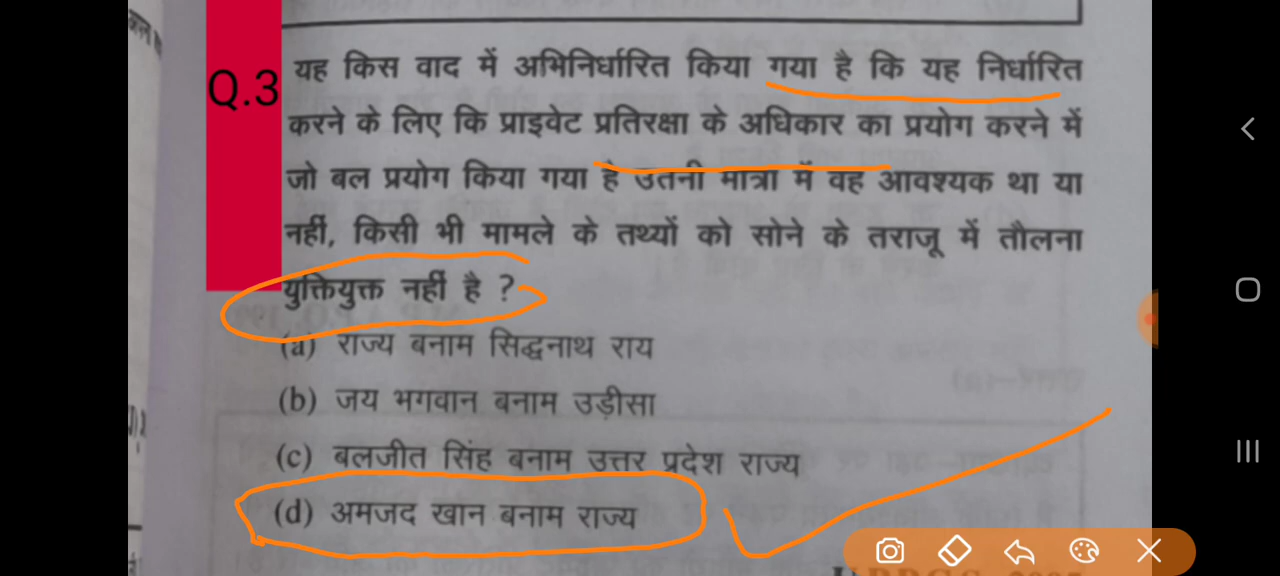 Q.3
यह किस वाद में अभिनिर्धारित किया गया है कि यह निर्धारित
करने के लिए कि प्राइवेट प्रतिरक्षा के अधिकार का प्रयोग करने में
जो बल प्रयोग किया गया है उतनी मात्रा में वह आवश्यक था या
नहीं, किसी भी मामले के तथ्यों को सोने के तराजू में तौलना
युक्तियुक्त नहीं है ?
(a) राज्य बनाम सिद्धनाथ राय
(b) जय भगवान बनाम उड़ीसा
(c) बलजीत सिंह बनाम उत्तर प्रदेश राज्य
(d) अमजद खान बनाम राज्य